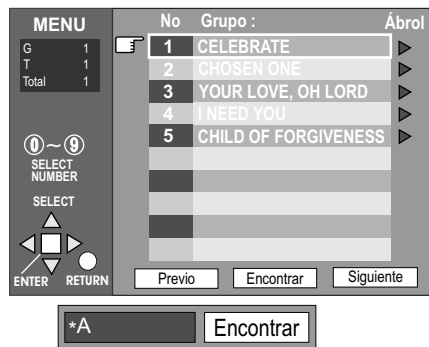 MENU
G 1
T 1
Total 1
0~9
SELECT
NUMBER
SELECT
ENTER RETURN
No Grupo : Ábrol
1 CELEBRATE
2 CHOSEN ONE
3 YOUR LOVE, OH LORD
4 I NEED YOU
5 CHILD OF FORGIVENESS
Previo Encontrar Siguiente
*A Encontrar